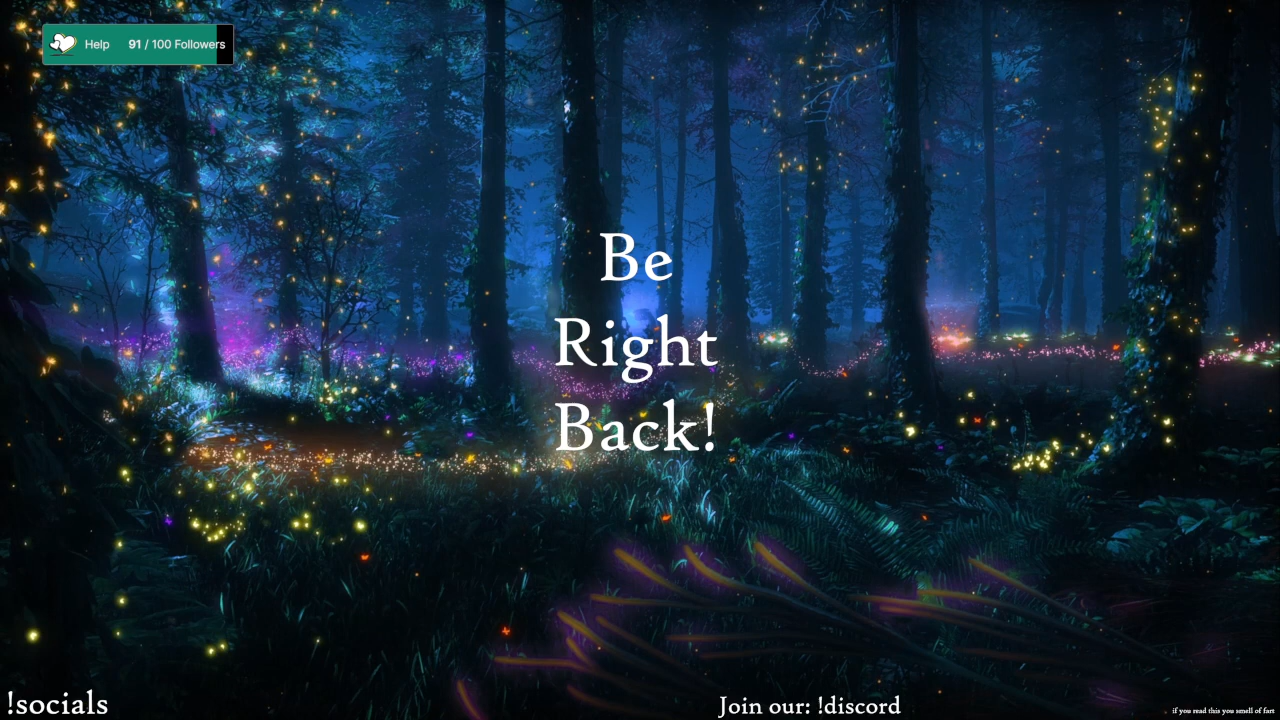 Help 91 / 100 Followers
Be
Right
Back!
!socials
Join our: !discord
if you read this you smell of fart